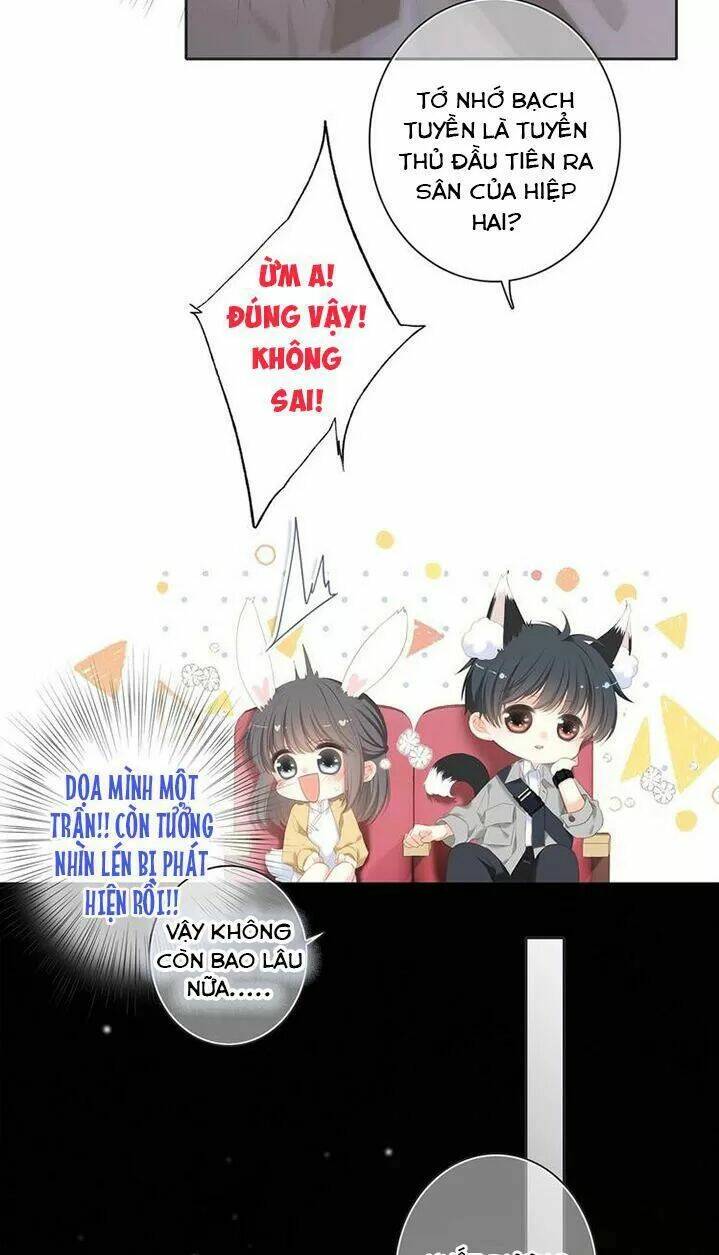 TỚ NHỚ BẠCH
TUYỀN LÀ TUYỂN
THỦ ĐẦU TIÊN RA
SÂN CỦA HIỆP
HAI?
ỪM A!
ĐÚNG VẬY!
KHÔNG
SAI!
DỌA MÌNH MỘT
TRẬN!! CÒN TƯỞNG
NHÌN LÉN BỊ PHÁT
HIỆN RỒI!!
VẬY KHÔNG
CÒN BAO LÂU
NỮA.....